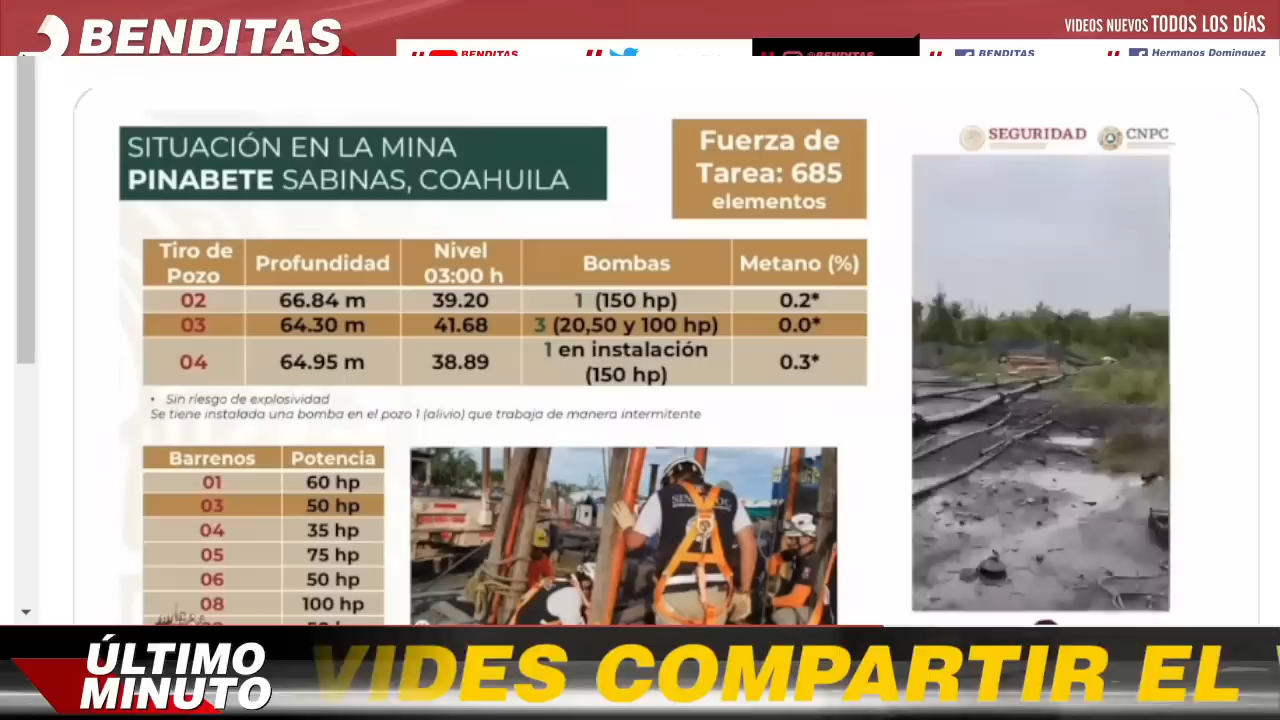 BENDITAS
VIDEOS NUEVOS TODOS LOS DÍAS
BENDITAS
@BENDITAS
BENDITAS
Hermanos Dominguez
SITUACIÓN EN LA MINA
PINABETE SABINAS, COAHUILA
Fuerza de
Tarea: 685
elementos
SEGURIDAD
CNPC
Tiro de Pozo Profundidad Nivel 03:00 h Bombas Metano (%)
02 66.84 m 39.20 1 (150 hp) 0.2*
03 64.30 m 41.68 3 (20,50 y 100 hp) 0.0*
04 64.95 m 38.89 1 en instalación (150 hp) 0.3*
• Sin riesgo de explosividad
Se tiene instalada una bomba en el pozo 1 (alivio) que trabaja de manera intermitente
Barrenos Potencia
01 60 hp
03 50 hp
04 35 hp
05 75 hp
06 50 hp
08 100 hp
ÚLTIMO
MINUTO
VIDES COMPARTIR EL